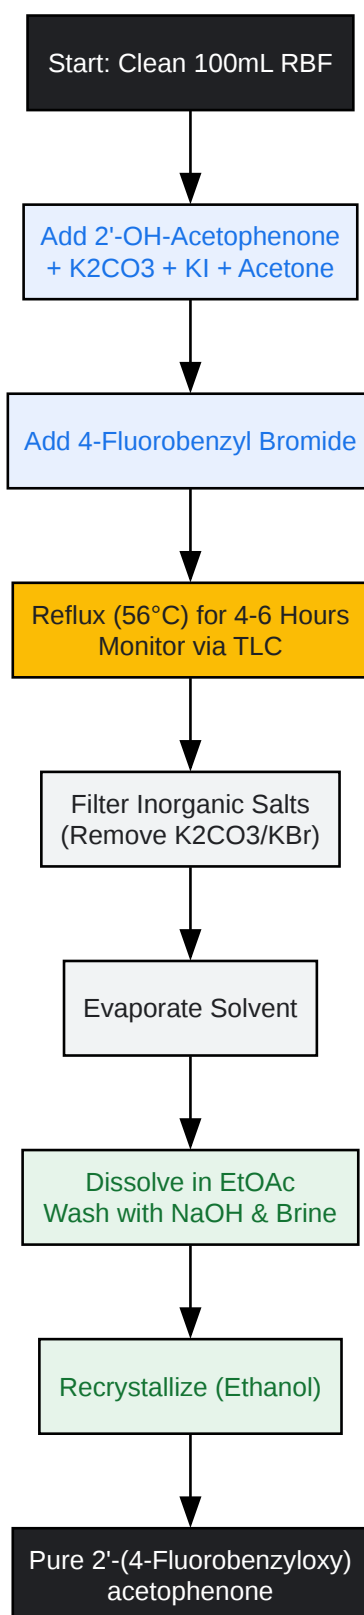 Start: Clean 100mL RBF
Add 2'-OH-Acetophenone
+ K2CO3 + KI + Acetone
Add 4-Fluorobenzyl Bromide
Reflux (56°C) for 4-6 Hours
Monitor via TLC
Filter Inorganic Salts
(Remove K2CO3/KBr)
Evaporate Solvent
Dissolve in EtOAc
Wash with NaOH & Brine
Recrystallize (Ethanol)
Pure 2'-(4-Fluorobenzyloxy)
acetophenone